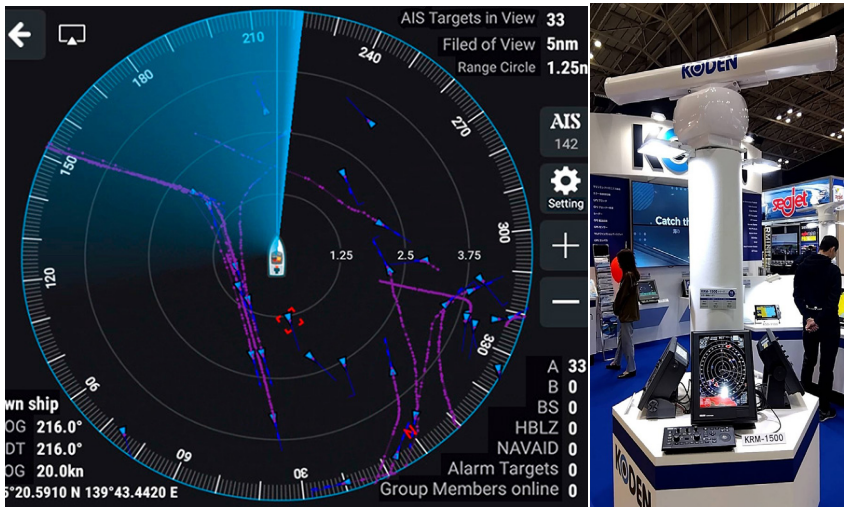 AIS Targets in View 33
Filed of View 5nm
Range Circle 1.25n
210
240
180
270
150
300
120
330
90
60
30
N
1.25
2.5
3.75
AIS
142
Setting
A 33
B 0
BS 0
HBLZ 0
NAVAID 0
Alarm Targets 0
Group Members online 0
wn ship
OG 216.0°
DT 216.0°
OG 20.0kn
5°20.5910 N 139°43.4420 E
KODEN
Catch th
seajet
KRM-1500
KODEN